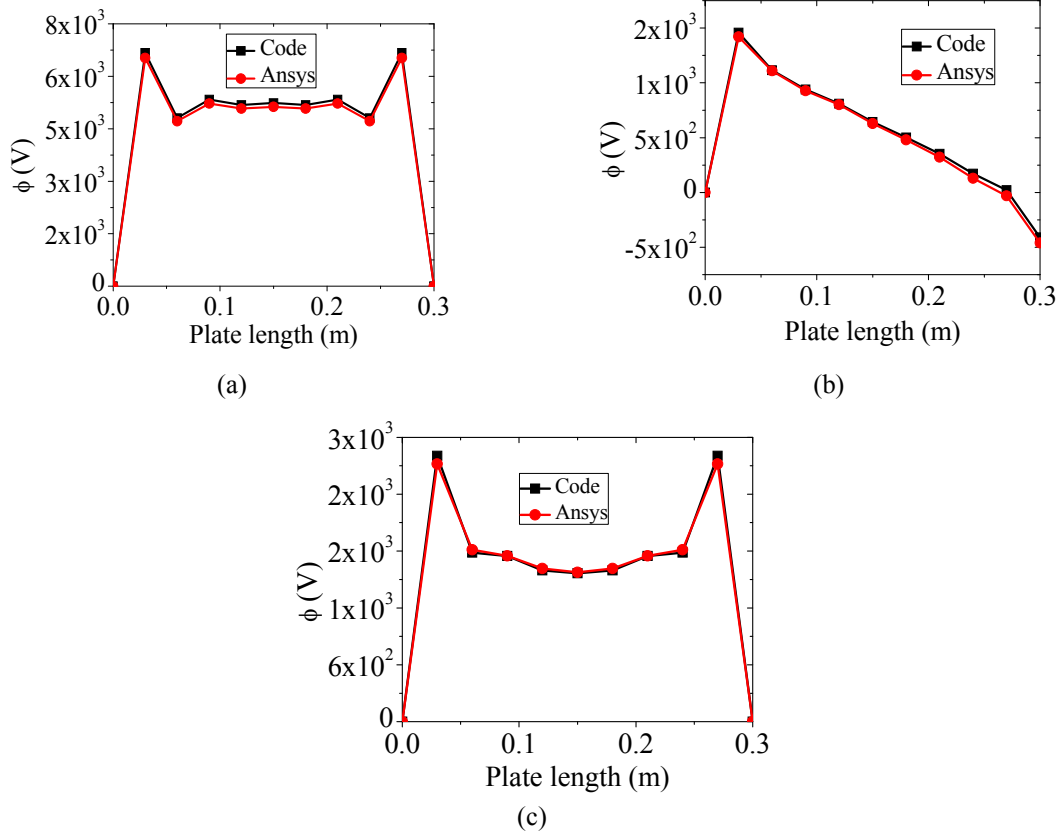 8x10³
6x10³
5x10³
3x10³
2x10³
0
ϕ (V)
Code
Ansys
0.0 0.1 0.2 0.3
Plate length (m)
(a)
2x10³
1x10³
5x10²
0
-5x10²
ϕ (V)
Code
Ansys
0.0 0.1 0.2 0.3
Plate length (m)
(b)
3x10³
2x10³
2x10³
1x10³
6x10²
0
ϕ (V)
Code
Ansys
0.0 0.1 0.2 0.3
Plate length (m)
(c)